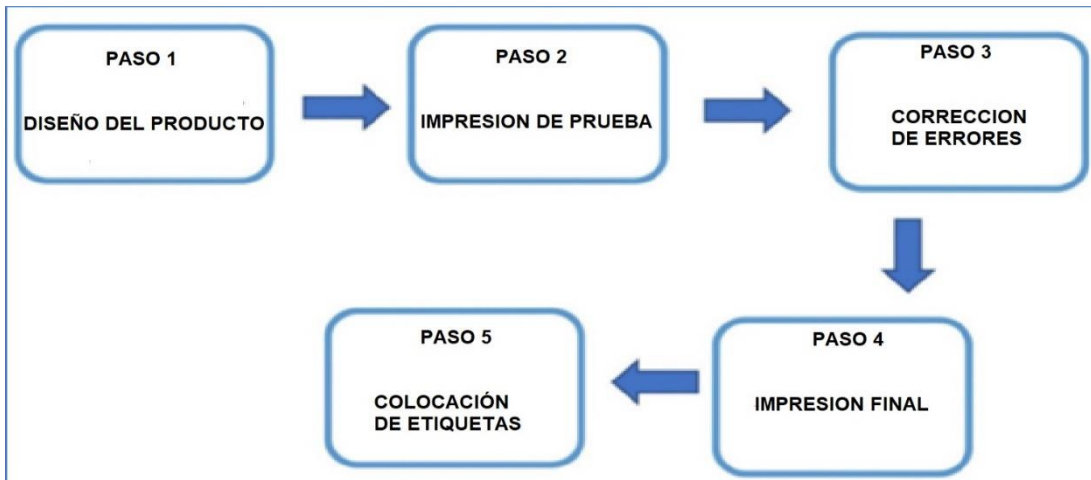 PASO 1
DISEÑO DEL PRODUCTO
PASO 2
IMPRESION DE PRUEBA
PASO 3
CORRECCION
DE ERRORES
PASO 4
IMPRESION FINAL
PASO 5
COLOCACIÓN
DE ETIQUETAS